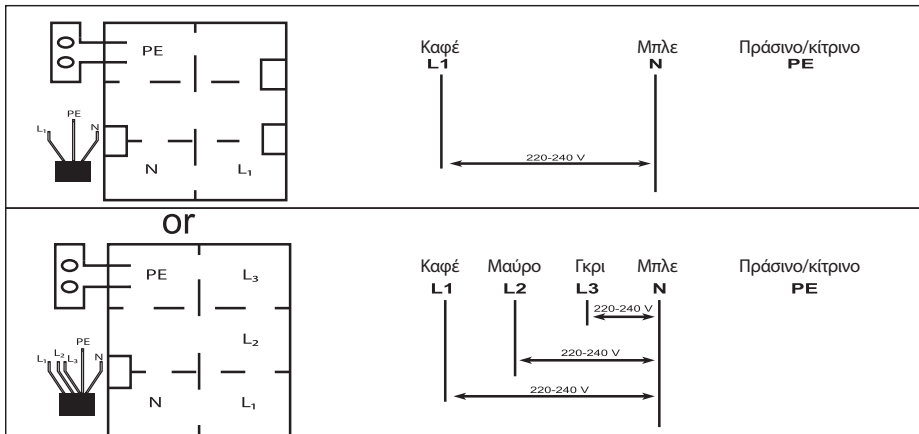 PE
L₁ PE N
N L₁
Καφέ Μπλε Πράσινο/κίτρινο
L1 N PE
220-240 V
or
PE L₃
L₂
L₁ L₂ L₃ PE N
N L₁
Καφέ Μαύρο Γκρι Μπλε Πράσινο/κίτρινο
L1 L2 L3 N PE
220-240 V
220-240 V
220-240 V